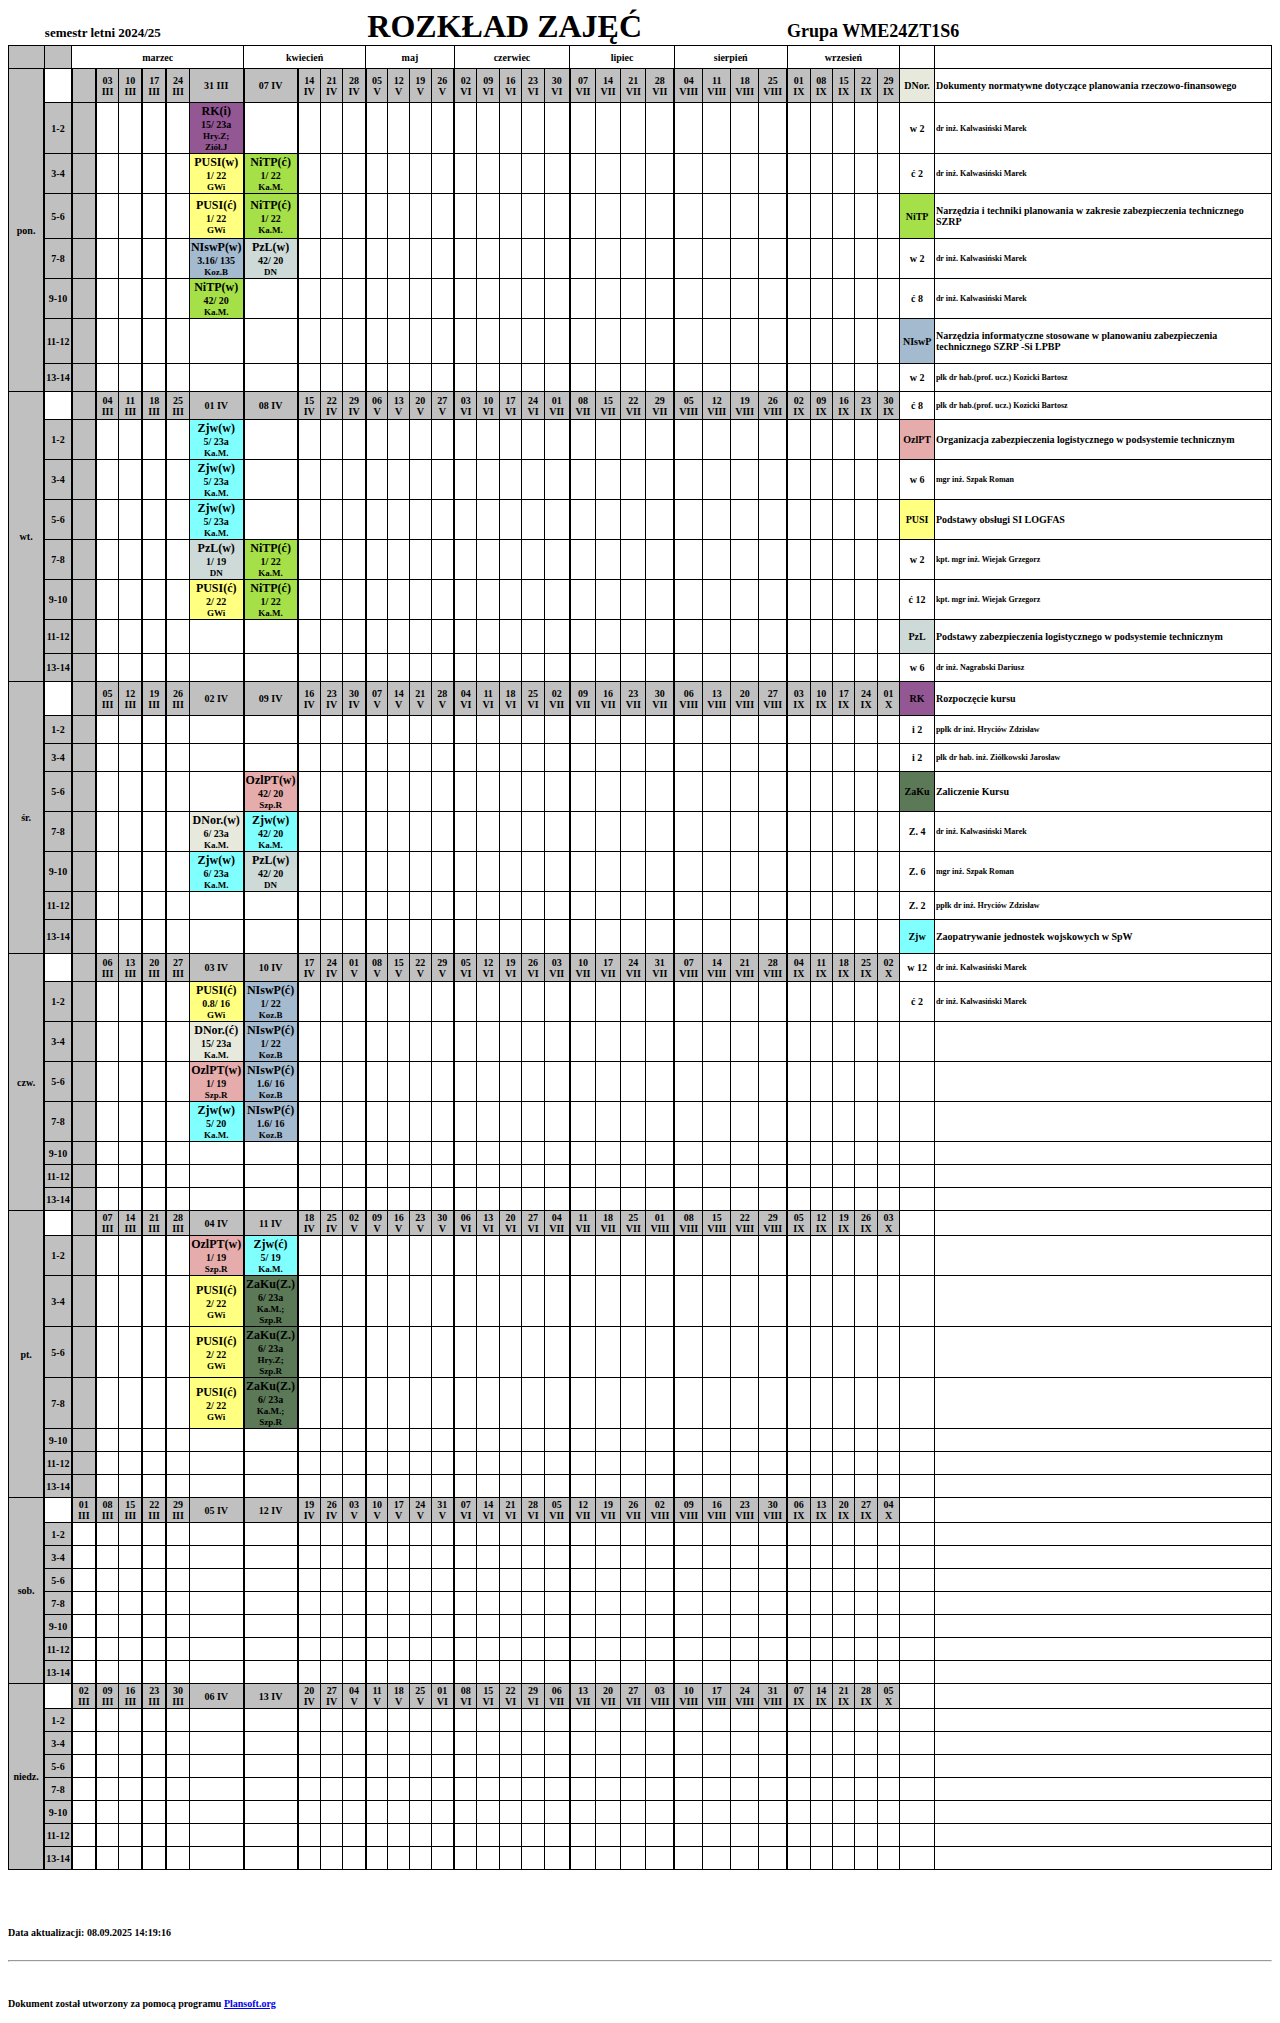 semestr letni 2024/25 ROZKŁAD ZAJĘĆ Grupa WME24ZT1S6
marzec kwiecień maj czerwiec lipiec sierpień wrzesień
pon. 03 III 10 III 17 III 24 III 31 III 07 IV 14 IV 21 IV 28 IV 05 V 12 V 19 V 26 V 02 VI 09 VI 16 VI 23 VI 30 VI 07 VII 14 VII 21 VII 28 VII 04 VIII 11 VIII 18 VIII 25 VIII 01 IX 08 IX 15 IX 22 IX 29 IX DNor. Dokumenty normatywne dotyczące planowania rzeczowo-finansowego
1-2 RK(i) 15/ 23a Hry.Z; Ziół.J w 2 dr inż. Kalwasiński Marek
3-4 PUSI(w) 1/ 22 GWi NiTP(ć) 1/ 22 Ka.M. ć 2 dr inż. Kalwasiński Marek
5-6 PUSI(ć) 1/ 22 GWi NiTP(ć) 1/ 22 Ka.M. NiTP Narzędzia i techniki planowania w zakresie zabezpieczenia technicznego SZRP
7-8 NIswP(w) 3.16/ 135 Koz.B PzL(w) 42/ 20 DN w 2 dr inż. Kalwasiński Marek
9-10 NiTP(w) 42/ 20 Ka.M. ć 8 dr inż. Kalwasiński Marek
11-12 NIswP Narzędzia informatyczne stosowane w planowaniu zabezpieczenia technicznego SZRP -Si LPBP
13-14 w 2 płk dr hab.(prof. ucz.) Kozicki Bartosz
wt. 04 III 11 III 18 III 25 III 01 IV 08 IV 15 IV 22 IV 29 IV 06 V 13 V 20 V 27 V 03 VI 10 VI 17 VI 24 VI 01 VII 08 VII 15 VII 22 VII 29 VII 05 VIII 12 VIII 19 VIII 26 VIII 02 IX 09 IX 16 IX 23 IX 30 IX ć 8 płk dr hab.(prof. ucz.) Kozicki Bartosz
1-2 Zjw(w) 5/ 23a Ka.M. OzlPT Organizacja zabezpieczenia logistycznego w podsystemie technicznym
3-4 Zjw(w) 5/ 23a Ka.M. w 6 mgr inż. Szpak Roman
5-6 Zjw(w) 5/ 23a Ka.M. PUSI Podstawy obsługi SI LOGFAS
7-8 PzL(w) 1/ 19 DN NiTP(ć) 1/ 22 Ka.M. w 2 kpt. mgr inż. Wiejak Grzegorz
9-10 PUSI(ć) 2/ 22 GWi NiTP(ć) 1/ 22 Ka.M. ć 12 kpt. mgr inż. Wiejak Grzegorz
11-12 PzL Podstawy zabezpieczenia logistycznego w podsystemie technicznym
13-14 w 6 dr inż. Nagrabski Dariusz
śr. 05 III 12 III 19 III 26 III 02 IV 09 IV 16 IV 23 IV 30 IV 07 V 14 V 21 V 28 V 04 VI 11 VI 18 VI 25 VI 02 VII 09 VII 16 VII 23 VII 30 VII 06 VIII 13 VIII 20 VIII 27 VIII 03 IX 10 IX 17 IX 24 IX 01 X RK Rozpoczęcie kursu
1-2 i 2 ppłk dr inż. Hryciów Zdzisław
3-4 i 2 płk dr hab. inż. Ziółkowski Jarosław
5-6 OzlPT(w) 42/ 20 Szp.R ZaKu Zaliczenie Kursu
7-8 DNor.(w) 6/ 23a Ka.M. Zjw(w) 42/ 20 Ka.M. Z. 4 dr inż. Kalwasiński Marek
9-10 Zjw(w) 6/ 23a Ka.M. PzL(w) 42/ 20 DN Z. 6 mgr inż. Szpak Roman
11-12 Z. 2 ppłk dr inż. Hryciów Zdzisław
13-14 Zjw Zaopatrywanie jednostek wojskowych w SpW
czw. 06 III 13 III 20 III 27 III 03 IV 10 IV 17 IV 24 IV 01 V 08 V 15 V 22 V 29 V 05 VI 12 VI 19 VI 26 VI 03 VII 10 VII 17 VII 24 VII 31 VII 07 VIII 14 VIII 21 VIII 28 VIII 04 IX 11 IX 18 IX 25 IX 02 X w 12 dr inż. Kalwasiński Marek
1-2 PUSI(ć) 0.8/ 16 GWi NIswP(ć) 1/ 22 Koz.B ć 2 dr inż. Kalwasiński Marek
3-4 DNor.(ć) 15/ 23a Ka.M. NIswP(ć) 1/ 22 Koz.B
5-6 OzlPT(w) 1/ 19 Szp.R NIswP(ć) 1.6/ 16 Koz.B
7-8 Zjw(w) 5/ 20 Ka.M. NIswP(ć) 1.6/ 16 Koz.B
9-10
11-12
13-14
pt. 07 III 14 III 21 III 28 III 04 IV 11 IV 18 IV 25 IV 02 V 09 V 16 V 23 V 30 V 06 VI 13 VI 20 VI 27 VI 04 VII 11 VII 18 VII 25 VII 01 VIII 08 VIII 15 VIII 22 VIII 29 VIII 05 IX 12 IX 19 IX 26 IX 03 X
1-2 OzlPT(w) 1/ 19 Szp.R Zjw(ć) 5/ 19 Ka.M.
3-4 PUSI(ć) 2/ 22 GWi ZaKu(Z.) 6/ 23a Ka.M.; Szp.R
5-6 PUSI(ć) 2/ 22 GWi ZaKu(Z.) 6/ 23a Hry.Z; Szp.R
7-8 PUSI(ć) 2/ 22 GWi ZaKu(Z.) 6/ 23a Ka.M.; Szp.R
9-10
11-12
13-14
sob. 01 III 08 III 15 III 22 III 29 III 05 IV 12 IV 19 IV 26 IV 03 V 10 V 17 V 24 V 31 V 07 VI 14 VI 21 VI 28 VI 05 VII 12 VII 19 VII 26 VII 02 VIII 09 VIII 16 VIII 23 VIII 30 VIII 06 IX 13 IX 20 IX 27 IX 04 X
1-2
3-4
5-6
7-8
9-10
11-12
13-14
niedz. 02 III 09 III 16 III 23 III 30 III 06 IV 13 IV 20 IV 27 IV 04 V 11 V 18 V 25 V 01 VI 08 VI 15 VI 22 VI 29 VI 06 VII 13 VII 20 VII 27 VII 03 VIII 10 VIII 17 VIII 24 VIII 31 VIII 07 IX 14 IX 21 IX 28 IX 05 X
1-2
3-4
5-6
7-8
9-10
11-12
13-14
Data aktualizacji: 08.09.2025 14:19:16
Dokument został utworzony za pomocą programu Plansoft.org